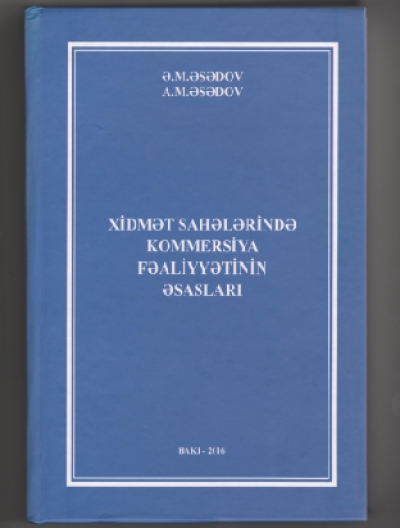 Ə.M.ƏSƏDOV
A.M.ƏSƏDOV
XİDMƏT SAHƏLƏRİNDƏ
KOMMERSİYA
FƏALİYYƏTİNİN
ƏSASLARI
BAKI - 2016